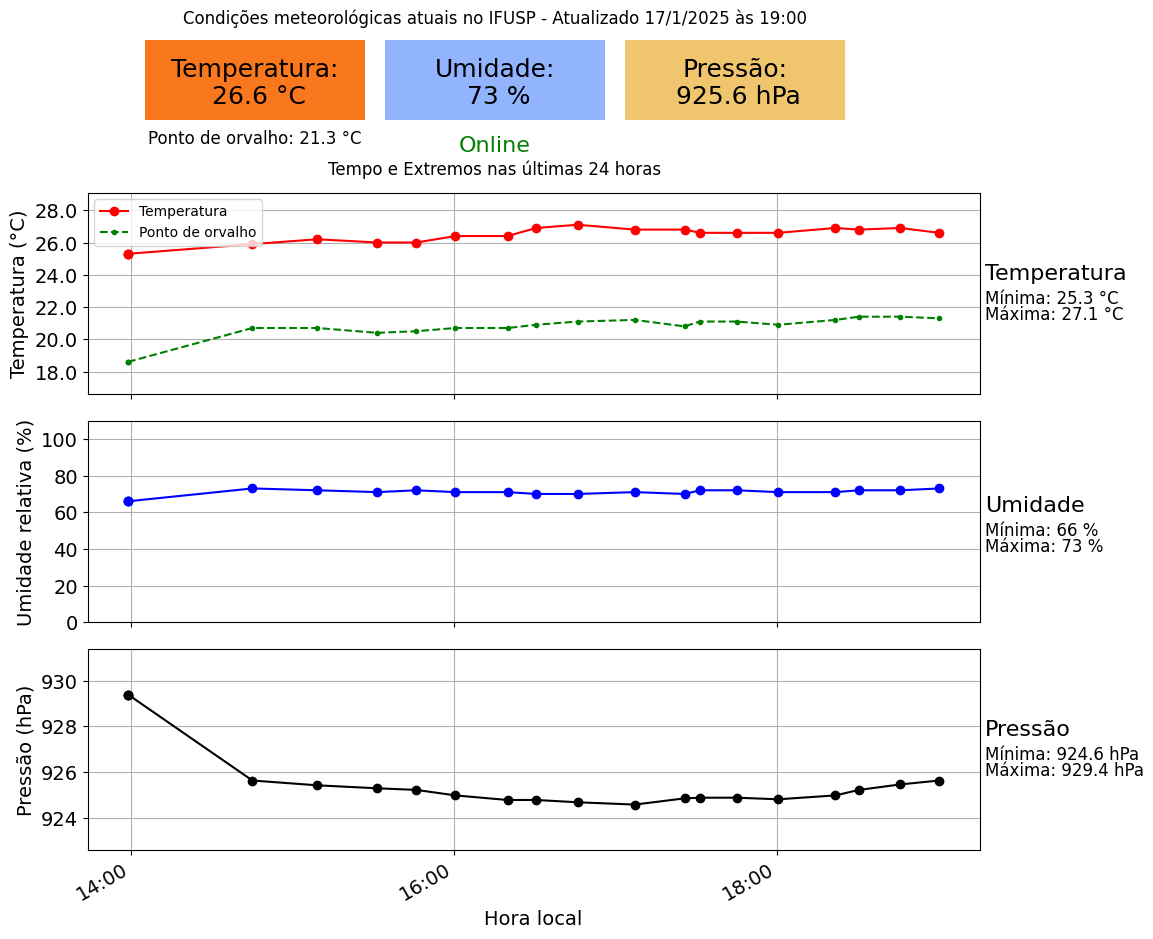 Condições meteorológicas atuais no IFUSP - Atualizado 17/1/2025 às 19:00
Temperatura:
26.6 °C
Umidade:
73 %
Pressão:
925.6 hPa
Ponto de orvalho: 21.3 °C
Online
Tempo e Extremos nas últimas 24 horas
Temperatura (°C)
28.0
26.0
24.0
22.0
20.0
18.0
Temperatura
Ponto de orvalho
Temperatura
Mínima: 25.3 °C
Máxima: 27.1 °C
Umidade relativa (%)
100
80
60
40
20
0
Umidade
Mínima: 66 %
Máxima: 73 %
Pressão (hPa)
930
928
926
924
Pressão
Mínima: 924.6 hPa
Máxima: 929.4 hPa
14:00
16:00
18:00
Hora local